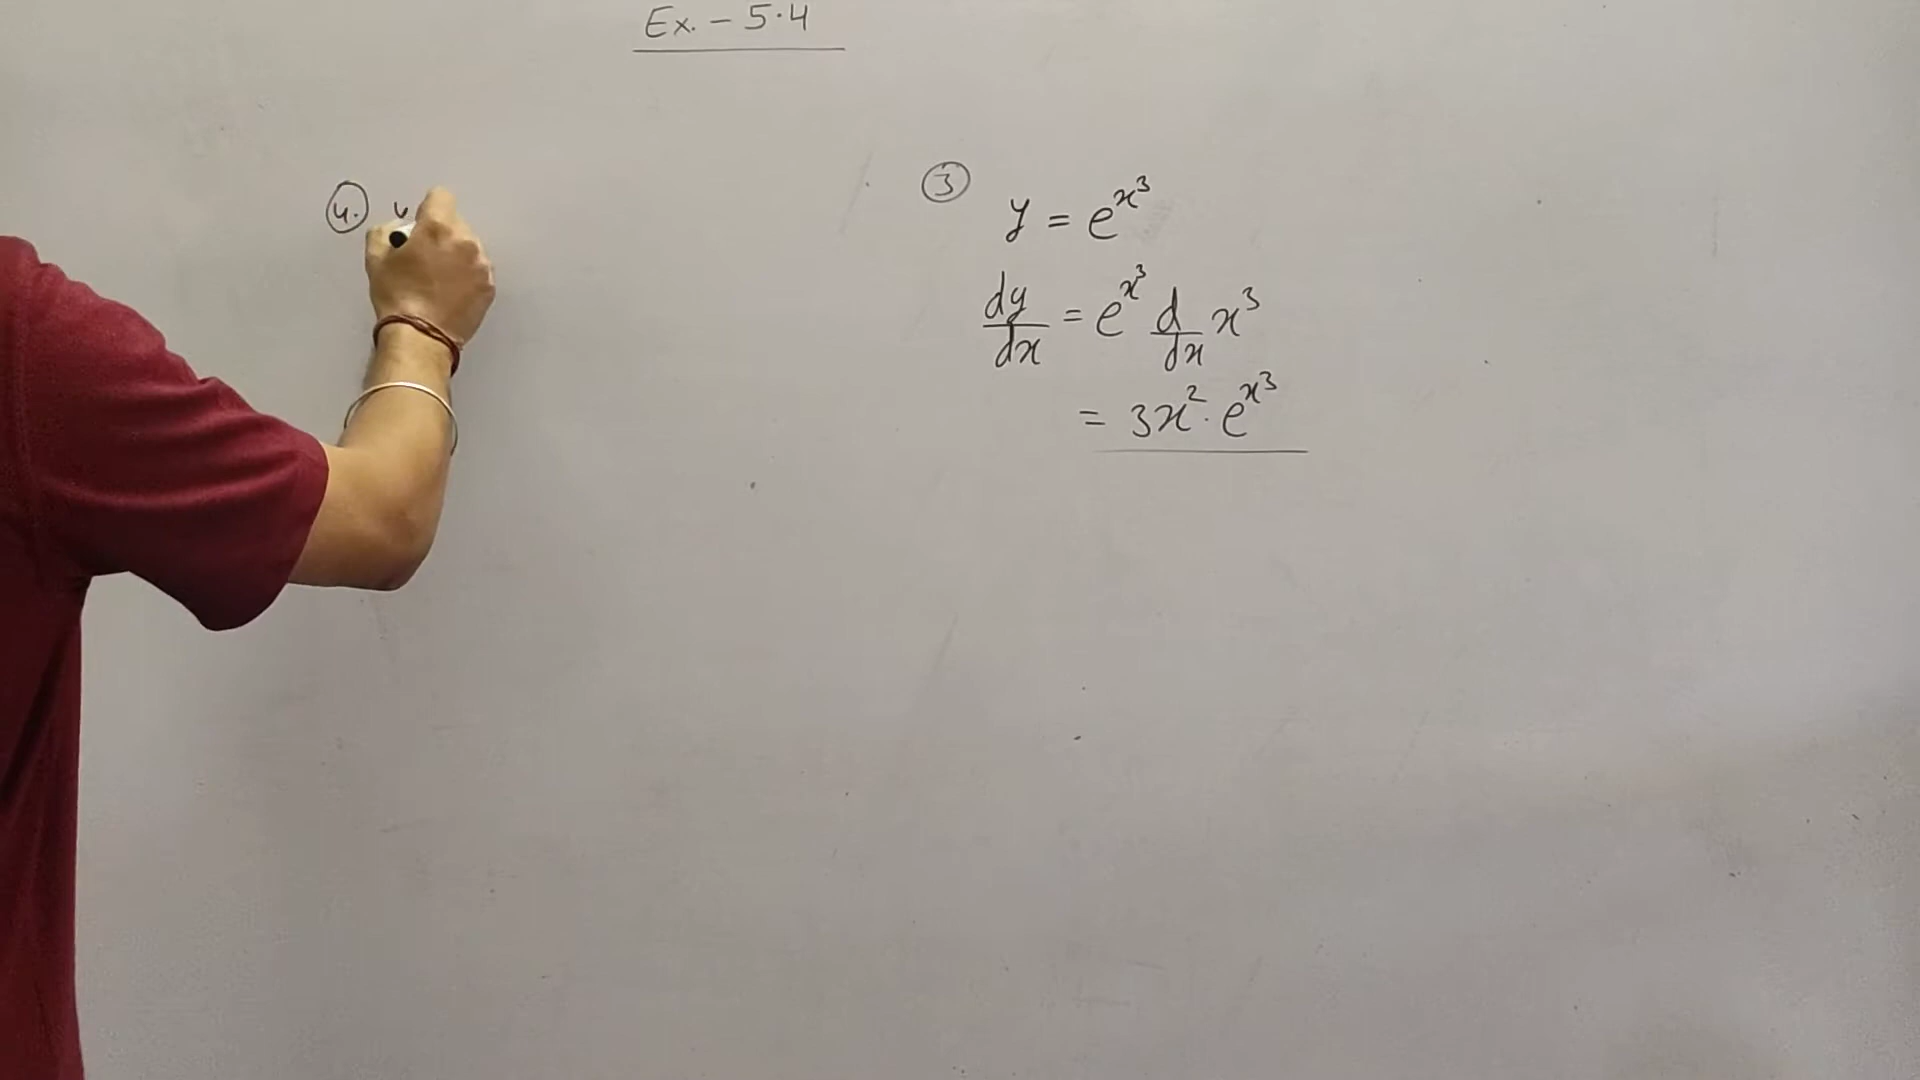 Ex. – 5·4
4.
3
y = e^{x^3}
dy/dx = e^{x^3} d/dx x^3
= 3x^2 · e^{x^3}